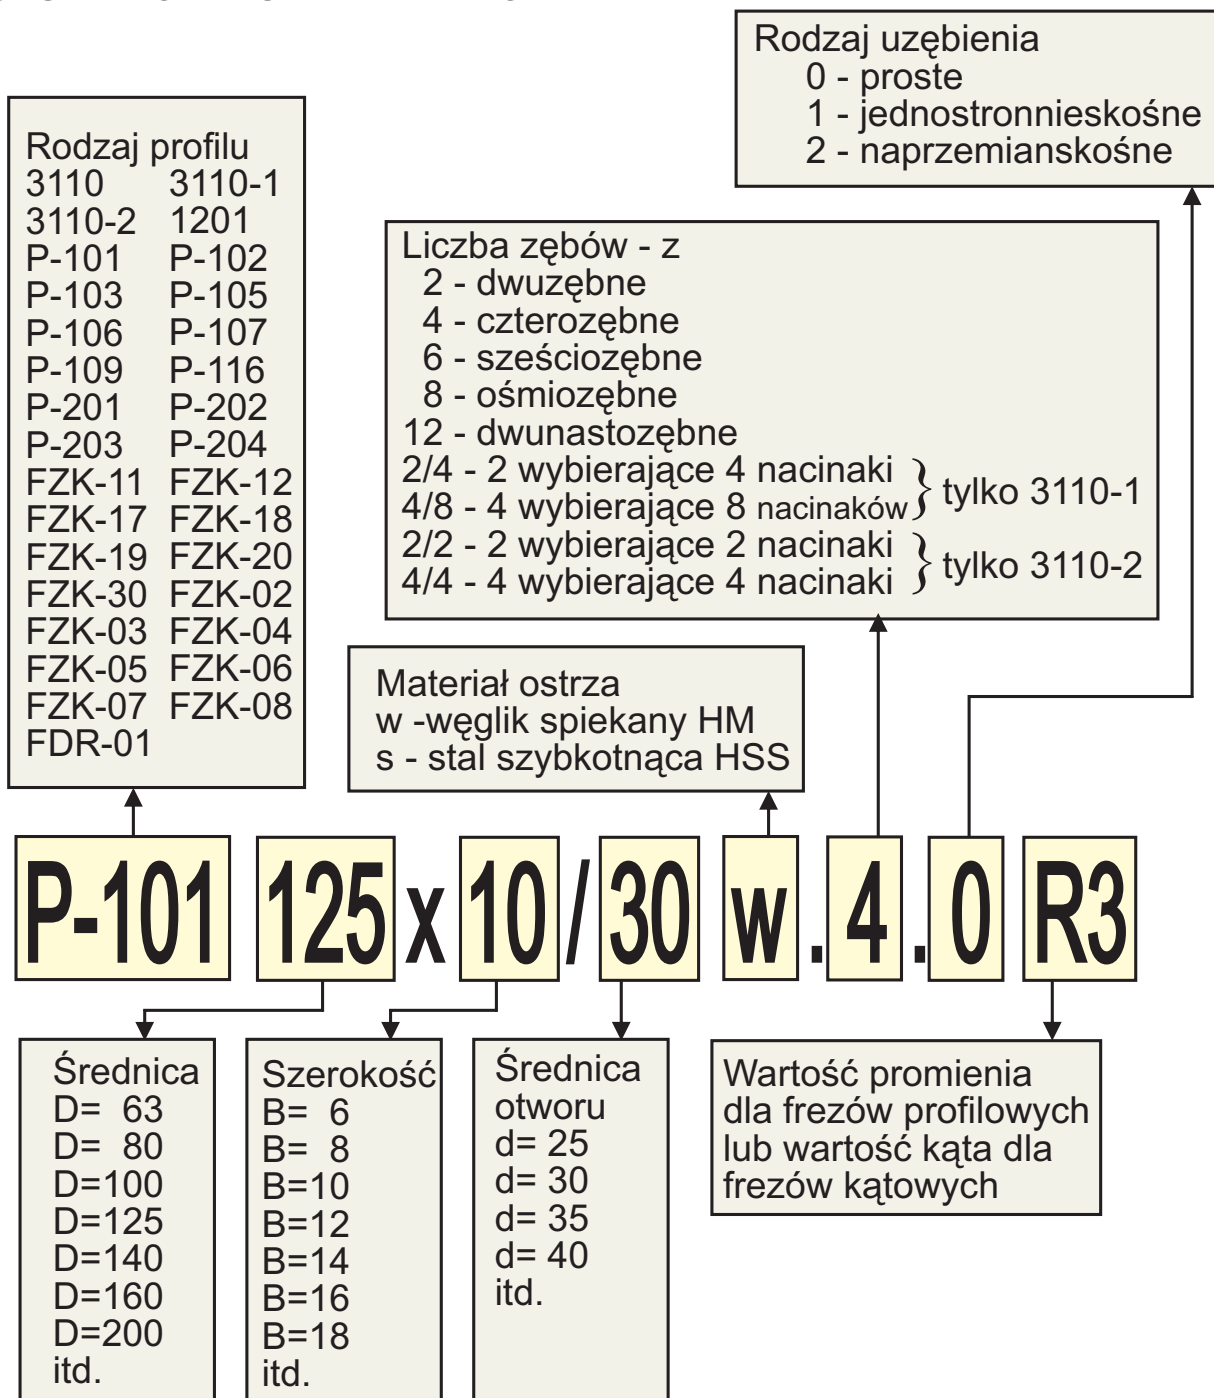 Rodzaj uzębienia
0 - proste
1 - jednostronnieskośne
2 - naprzemianskośne
Rodzaj profilu
3110 3110-1
3110-2 1201
P-101 P-102
P-103 P-105
P-106 P-107
P-109 P-116
P-201 P-202
P-203 P-204
FZK-11 FZK-12
FZK-17 FZK-18
FZK-19 FZK-20
FZK-30 FZK-02
FZK-03 FZK-04
FZK-05 FZK-06
FZK-07 FZK-08
FDR-01
Liczba zębów - z
2 - dwuzębne
4 - czterozębne
6 - sześciozębne
8 - ośmiozębne
12 - dwunastozębne
2/4 - 2 wybierające 4 nacinaki
4/8 - 4 wybierające 8 nacinaków
} tylko 3110-1
2/2 - 2 wybierające 2 nacinaki
4/4 - 4 wybierające 4 nacinaki
} tylko 3110-2
Materiał ostrza
w -węglik spiekany HM
s - stal szybkotnąca HSS
P-101 125 x 10 / 30 w . 4 . 0 R3
Średnica
D= 63
D= 80
D=100
D=125
D=140
D=160
D=200
itd.
Szerokość
B= 6
B= 8
B=10
B=12
B=14
B=16
B=18
itd.
Średnica
otworu
d= 25
d= 30
d= 35
d= 40
itd.
Wartość promienia
dla frezów profilowych
lub wartość kąta dla
frezów kątowych